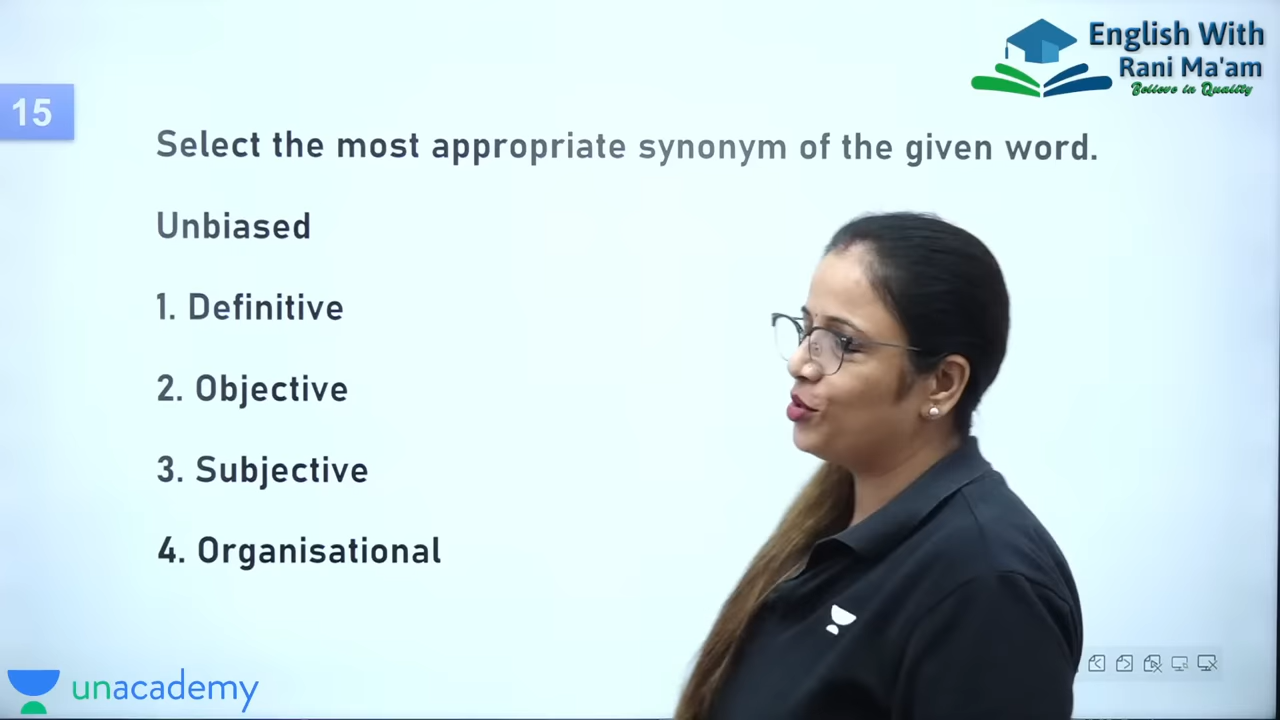 English With
Rani Ma'am
Believe in Quality
15
Select the most appropriate synonym of the given word.
Unbiased
1. Definitive
2. Objective
3. Subjective
4. Organisational
unacademy